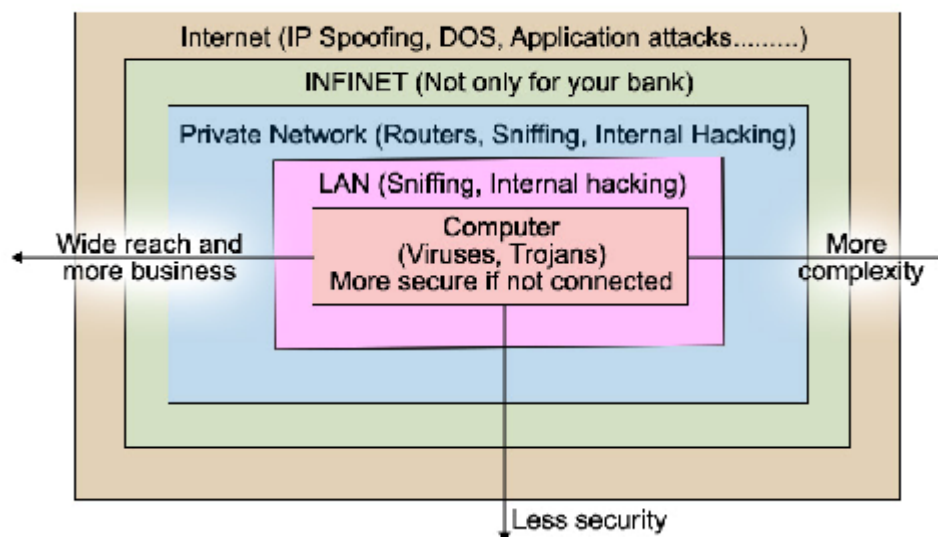 Internet (IP Spoofing, DOS, Application attacks.........)
INFINET (Not only for your bank)
Private Network (Routers, Sniffing, Internal Hacking)
LAN (Sniffing, Internal hacking)
Computer
(Viruses, Trojans)
More secure if not connected
Wide reach and
more business
More
complexity
Less security